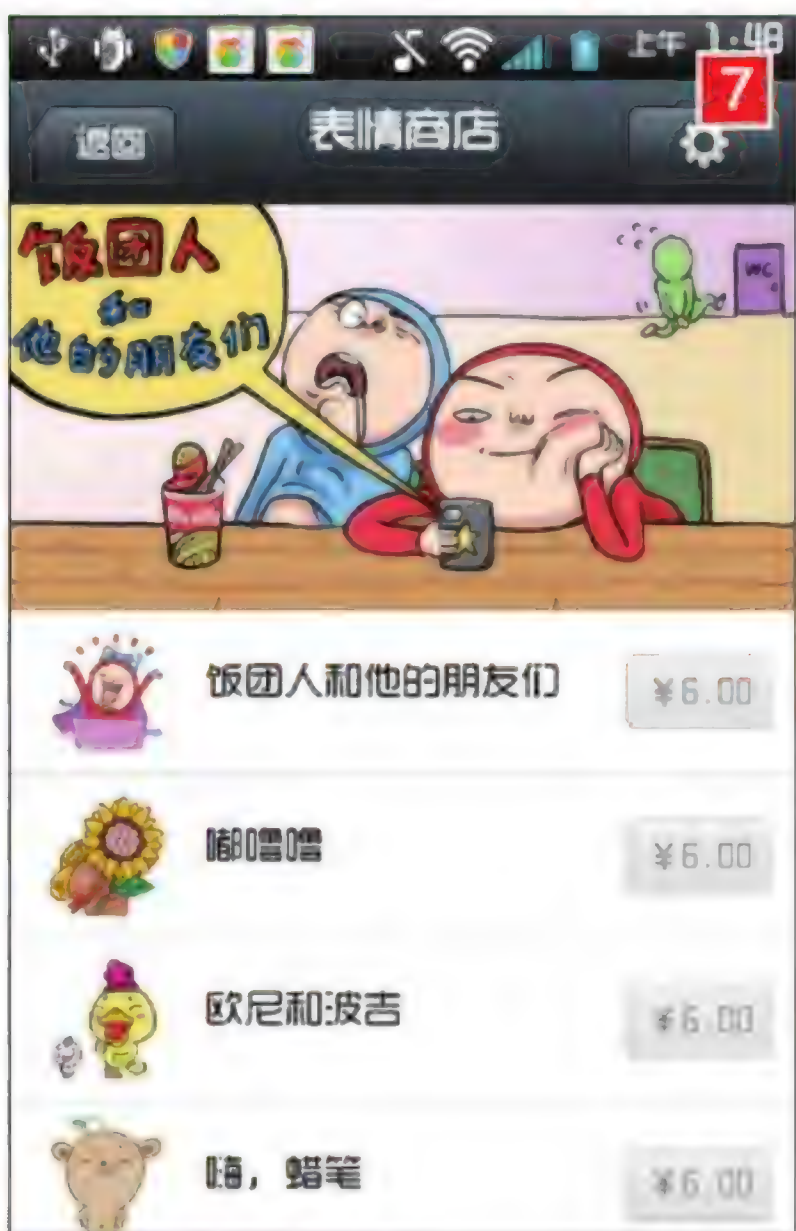 上午 1:48
7
返回
表情商店
饭团人
和
他的朋友们
WC
饭团人和他的朋友们
¥6.00
嘟噜噜
¥6.00
欧尼和波吉
¥6.00
嗨，蜡笔
¥6.00